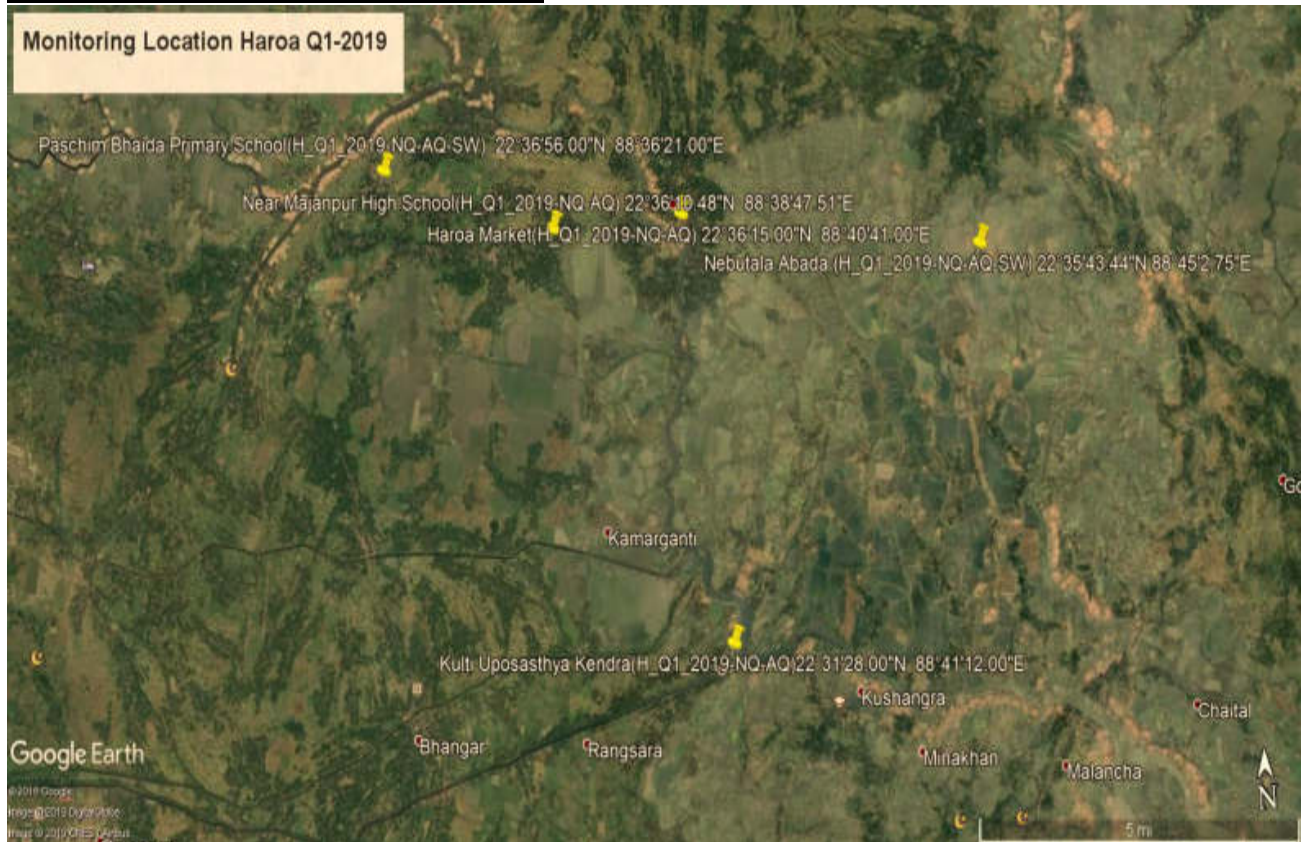 Monitoring Location Haroa Q1-2019
Paschim Bhaida Primary School(H_Q1_2019-NQ-AQ-SW) 22°36'56.00"N 88°36'21.00"E
Near Majanpur High School(H_Q1_2019-NQ-AQ) 22°36' 48"N 88°38'47.51"E
Haroa Market(H_Q1_2019-NQ-AQ) 22°36'15.00"N 88°40'41.00"E
Nebutala Abada (H_Q1_2019-NQ-AQ-SW) 22°35'43.44"N 88°45'2.75"E
Kamarganti
Kulti Uposasthya Kendra(H_Q1_2019-NQ-AQ)22°31'28.00"N 88°41'12.00"E
Kushangra
Chaital
Bhangar
Rangsara
Minakhan
Malancha
Google Earth
N
©2018 Google
5 mi